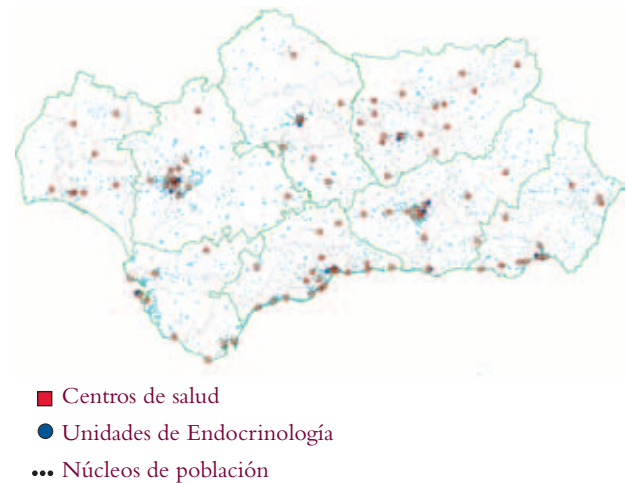 Centros de salud
Unidades de Endocrinología
Núcleos de población